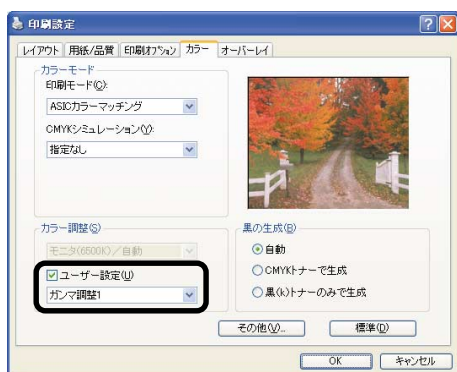 印刷設定
レイアウト 用紙/品質 印刷オプション カラー オーバーレイ
カラーモード
印刷モード(C):
ASICカラーマッチング
CMYKシミュレーション(Y):
指定なし
カラー調整(S)
モニタ(6500K)/自動
ユーザー設定(U)
ガンマ調整1
黒の生成(B)
自動
CMYKトナーで生成
黒(k)トナーのみで生成
その他(V)..
標準(D)
OK
キャンセル